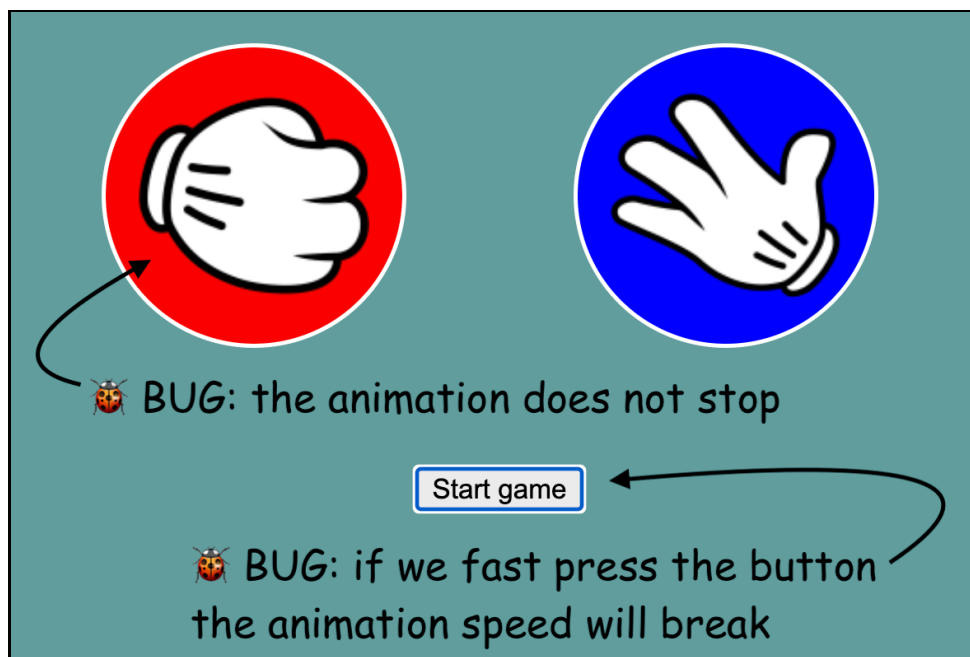 🐞 BUG: the animation does not stop
Start game
🐞 BUG: if we fast press the button
the animation speed will break